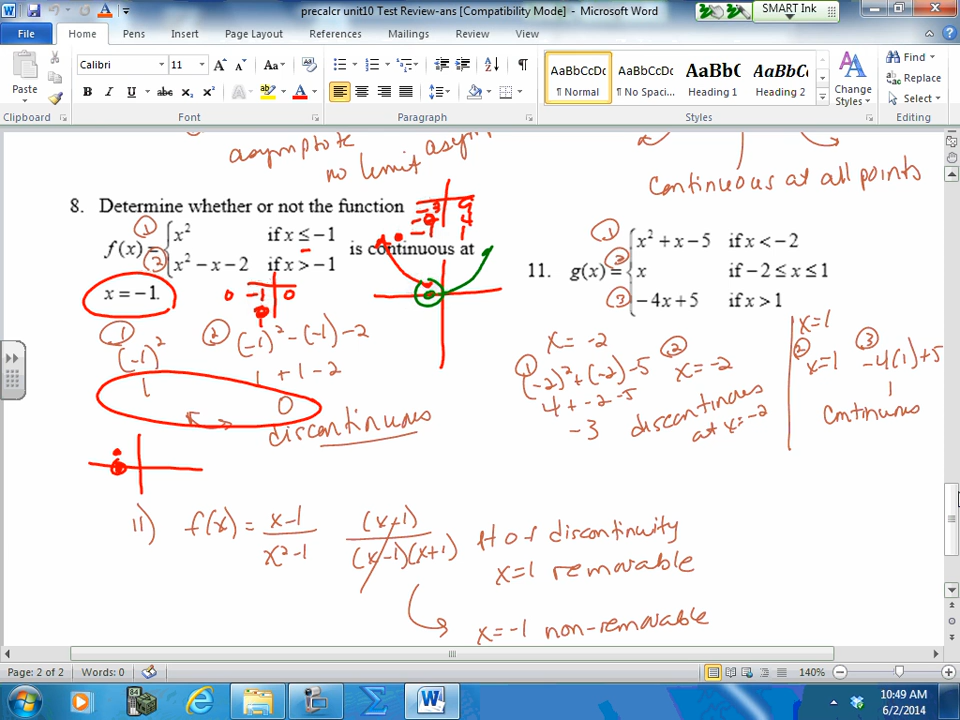 precalcr unit10 Test Review-ans [Compatibility Mode] - Microsoft Word
SMART Ink
File Home Pens Insert Page Layout References Mailings Review View
Paste
Clipboard
Calibri 11
Font
Paragraph
AaBbCcDc AaBbCcDc AaBbC AaBbCc
¶ Normal ¶ No Spaci... Heading 1 Heading 2
Change Styles
Styles
Find
Replace
Select
Editing
asymptote
no limit
Continuous at all points
8. Determine whether or not the function
f(x) = { x² if x ≤ -1
x² - x - 2 if x > -1
is continuous at
x = -1.
① ②
(-1)² (-1)² - (-1) - 2
1 1 + 1 - 2
0
discontinuous
11. g(x) = { x² + x - 5 if x < -2
x if -2 ≤ x ≤ 1
-4x + 5 if x > 1
① ② ③
x = -2
① (-2)² + (-2) - 5
4 + -2 - 5
-3
② x = -2
discontinuous
at x = -2
x = 1
② x = 1 ③ -4(1) + 5
1
Continuous
11) f(x) = x-1 / x²-1
(x-1)(x+1)
discontinuity
x=1 removable
x=-1 non-removable
Page: 2 of 2 Words: 0
140%
10:49 AM
6/2/2014